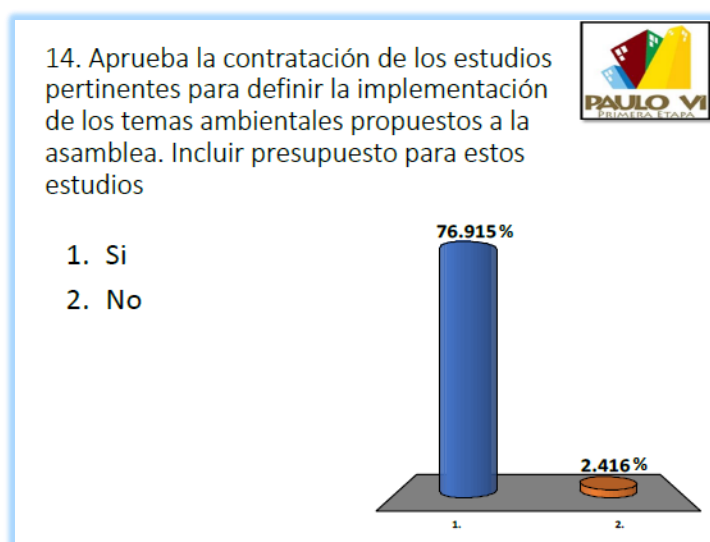 14. Aprueba la contratación de los estudios
pertinentes para definir la implementación
de los temas ambientales propuestos a la
asamblea. Incluir presupuesto para estos
estudios
PAULO VI
PRIMERA ETAPA
1. Si
2. No
76.915%
2.416%
1.
2.